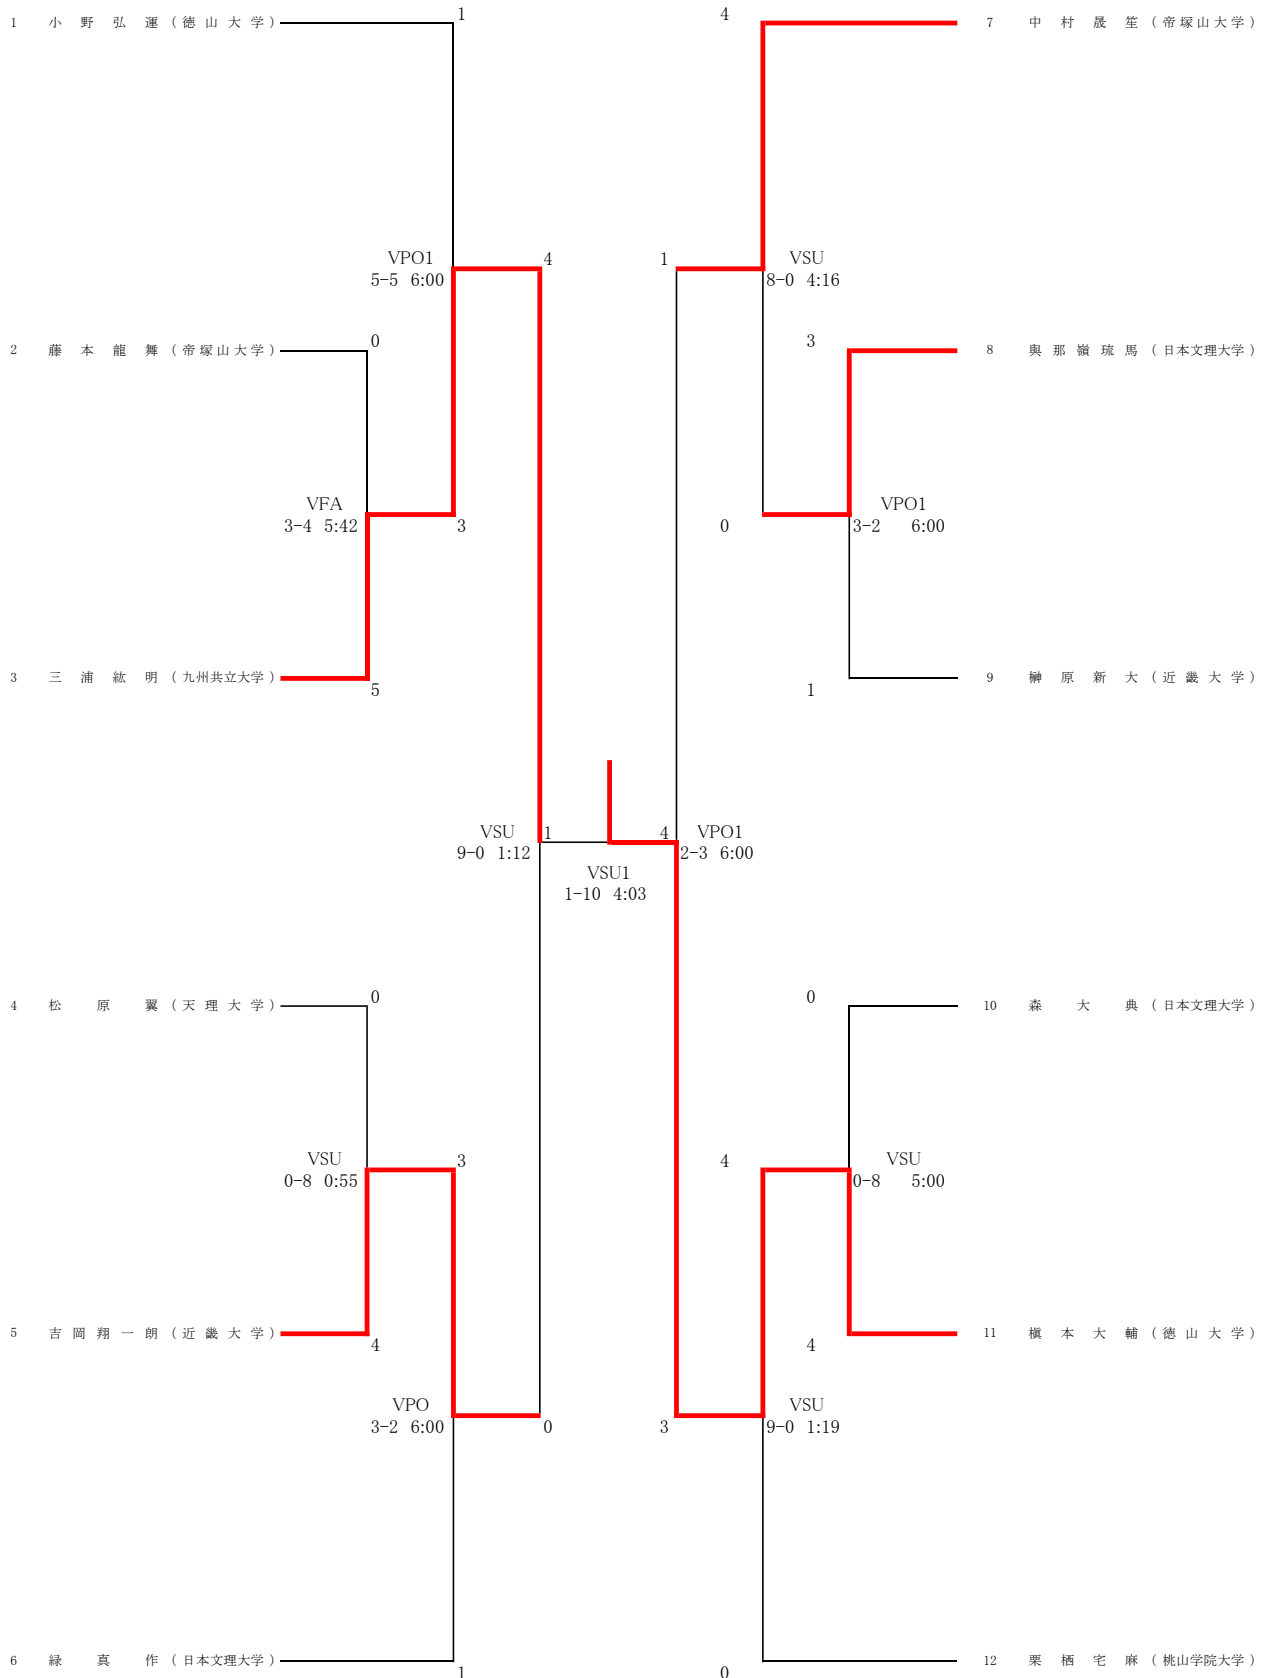 1 4
1 小野弘運(徳山大学) 7 中村晟笙(帝塚山大学)
VPO1 4 1 VSU
5-5 6:00 8-0 4:16
0 3
2 藤本龍舞(帝塚山大学) 8 與那嶺琉馬(日本文理大学)
VFA VPO1
3-4 5:42 3 0 3-2 6:00
3 三浦紘明(九州共立大学) 9 榊原新大(近畿大学)
5 1
VSU 1 4 VPO1
9-0 1:12 2-3 6:00
VSU1
1-10 4:03
0 0
4 松原翼(天理大学) 10 森大典(日本文理大学)
VSU 3 4 VSU
0-8 0:55 0-8 5:00
5 吉岡翔一朗(近畿大学) 11 槇本大輔(徳山大学)
4 4
VPO VSU
3-2 6:00 0 3 9-0 1:19
6 緑真作(日本文理大学) 12 栗栖宅麻(桃山学院大学)
1 0